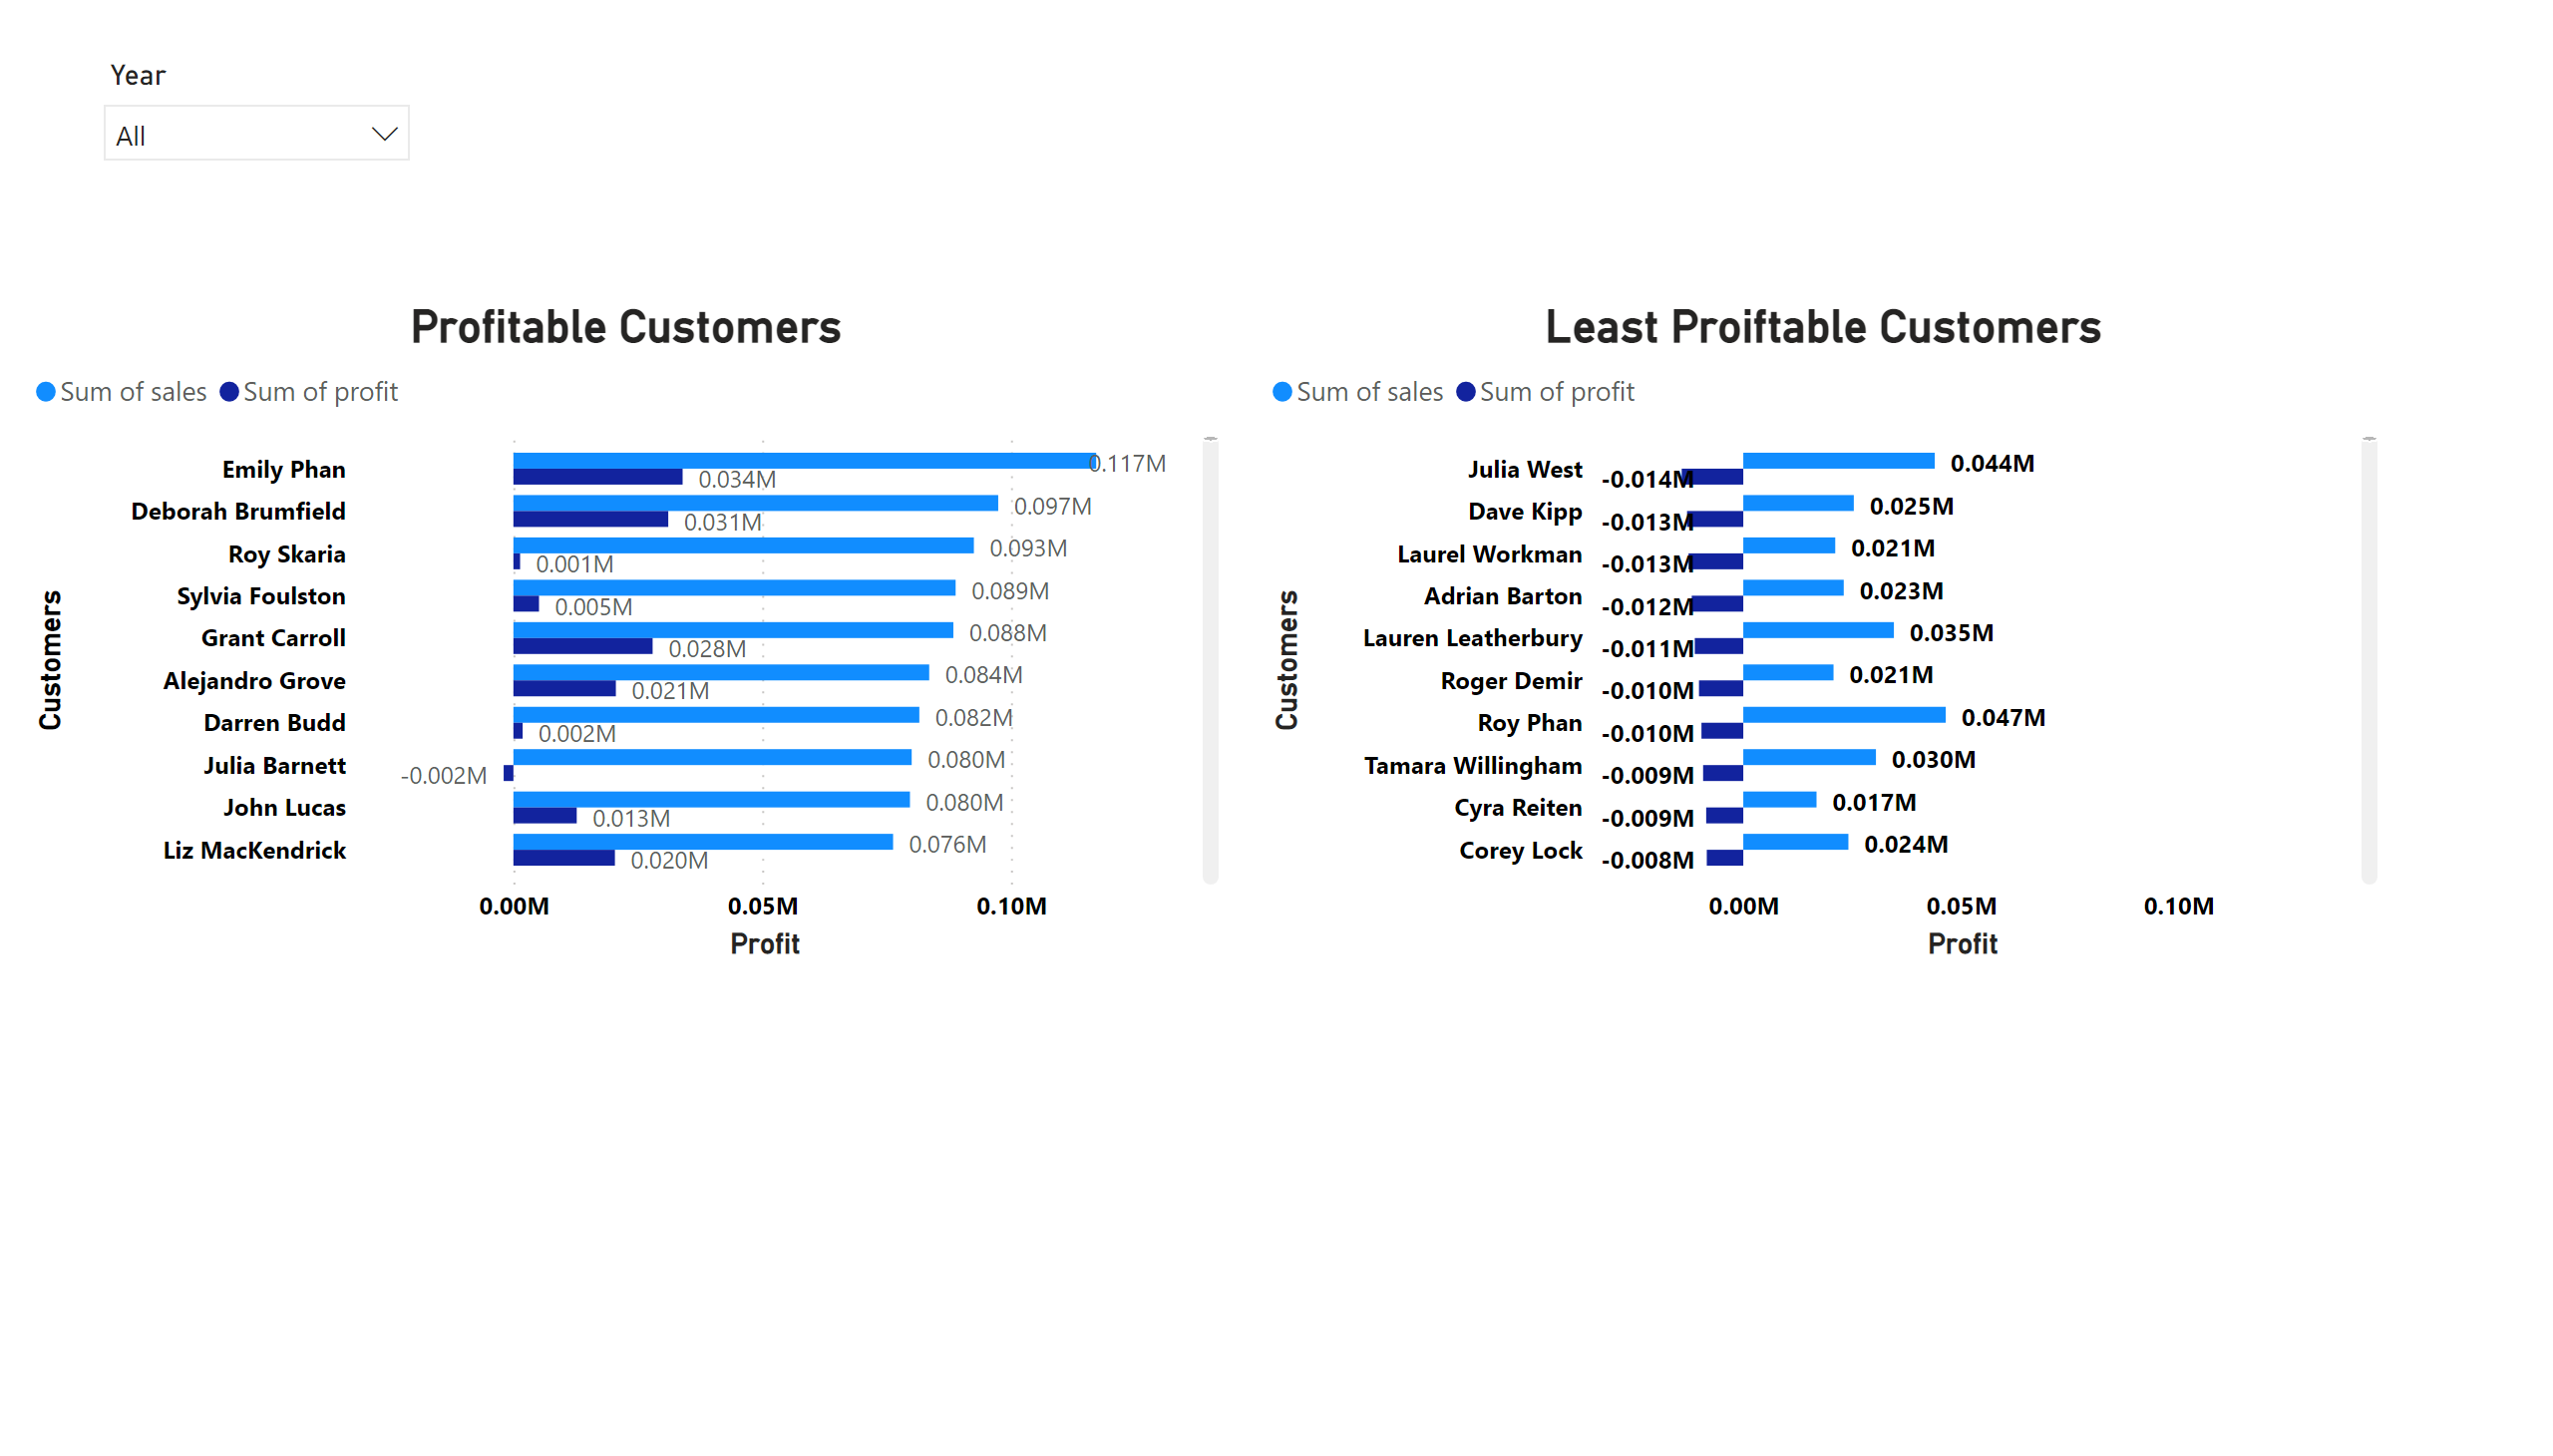 Year
All
Profitable Customers
Sum of sales Sum of profit
Customers
Emily Phan 0.117M
0.034M
Deborah Brumfield 0.097M
0.031M
Roy Skaria 0.093M
0.001M
Sylvia Foulston 0.089M
0.005M
Grant Carroll 0.088M
0.028M
Alejandro Grove 0.084M
0.021M
Darren Budd 0.082M
0.002M
Julia Barnett 0.080M
-0.002M
John Lucas 0.080M
0.013M
Liz MacKendrick 0.076M
0.020M
0.00M 0.05M 0.10M
Profit
Least Proiftable Customers
Sum of sales Sum of profit
Customers
Julia West 0.044M
-0.014M
Dave Kipp 0.025M
-0.013M
Laurel Workman 0.021M
-0.013M
Adrian Barton 0.023M
-0.012M
Lauren Leatherbury 0.035M
-0.011M
Roger Demir 0.021M
-0.010M
Roy Phan 0.047M
-0.010M
Tamara Willingham 0.030M
-0.009M
Cyra Reiten 0.017M
-0.009M
Corey Lock 0.024M
-0.008M
0.00M 0.05M 0.10M
Profit